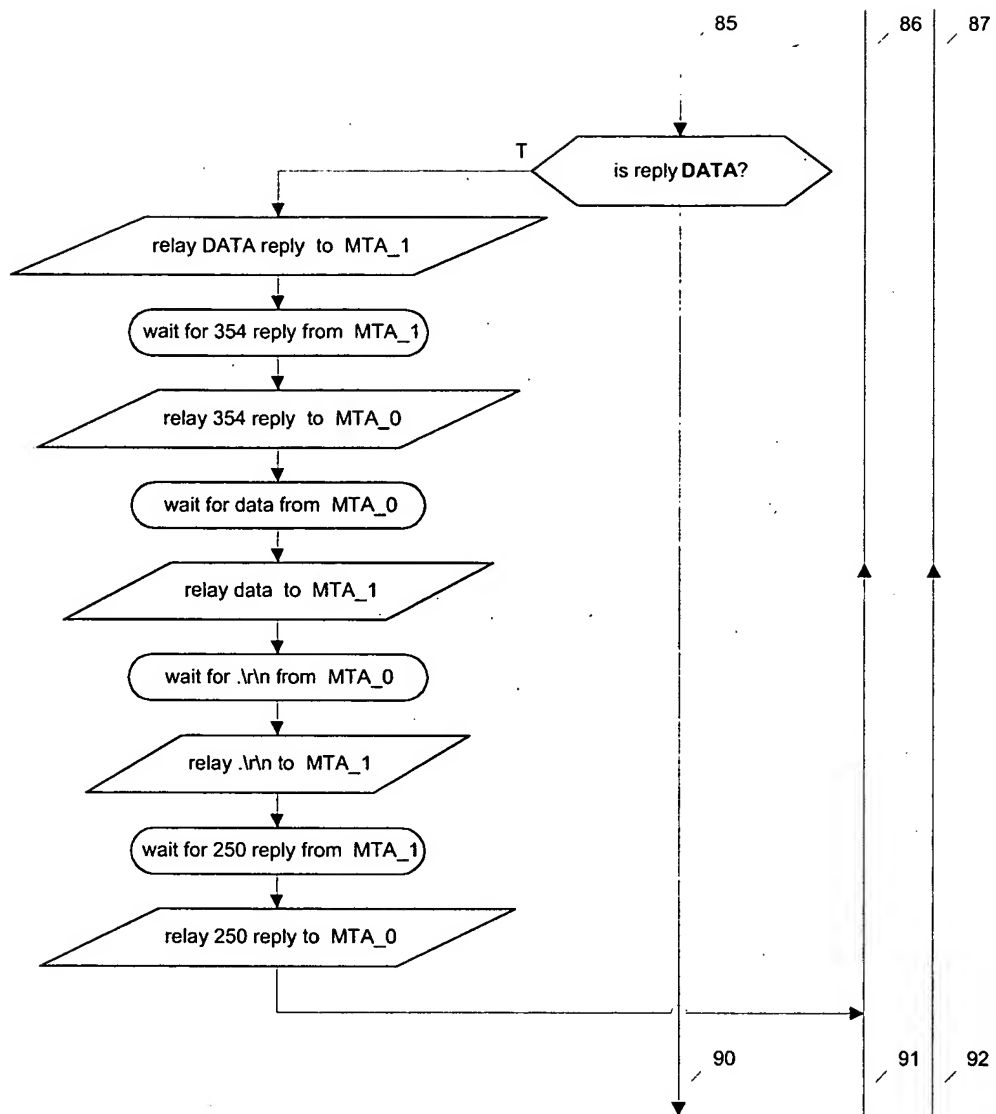 85
86
87
T
is reply DATA?
relay DATA reply to MTA_1
wait for 354 reply from MTA_1
relay 354 reply to MTA_0
wait for data from MTA_0
relay data to MTA_1
wait for .\r\n from MTA_0
relay .\r\n to MTA_1
wait for 250 reply from MTA_1
relay 250 reply to MTA_0
90
91
92